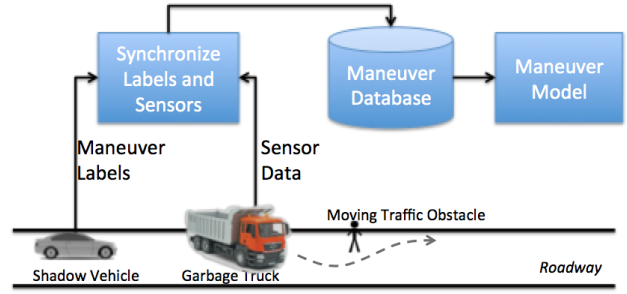 Synchronize
Labels and
Sensors
Maneuver
Database
Maneuver
Model
Maneuver
Labels
Sensor
Data
Moving Traffic Obstacle
Shadow Vehicle
Garbage Truck
Roadway